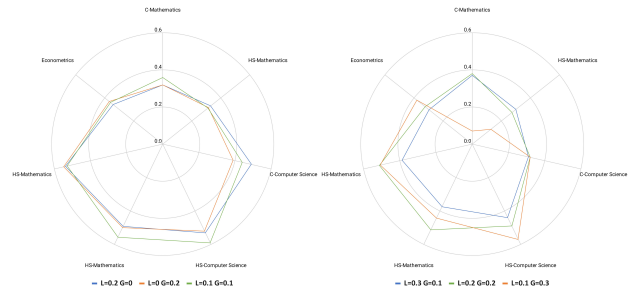 C-Mathematics
0.6
0.4
0.2
0.0
HS-Mathematics
C-Computer Science
HS-Computer Science
HS-Mathematics
HS-Mathematics
Econometrics
L=0.2 G=0 L=0 G=0.2 L=0.1 G=0.1
C-Mathematics
0.6
0.4
0.2
0.0
HS-Mathematics
C-Computer Science
HS-Computer Science
HS-Mathematics
HS-Mathematics
Econometrics
L=0.3 G=0.1 L=0.2 G=0.2 L=0.1 G=0.3